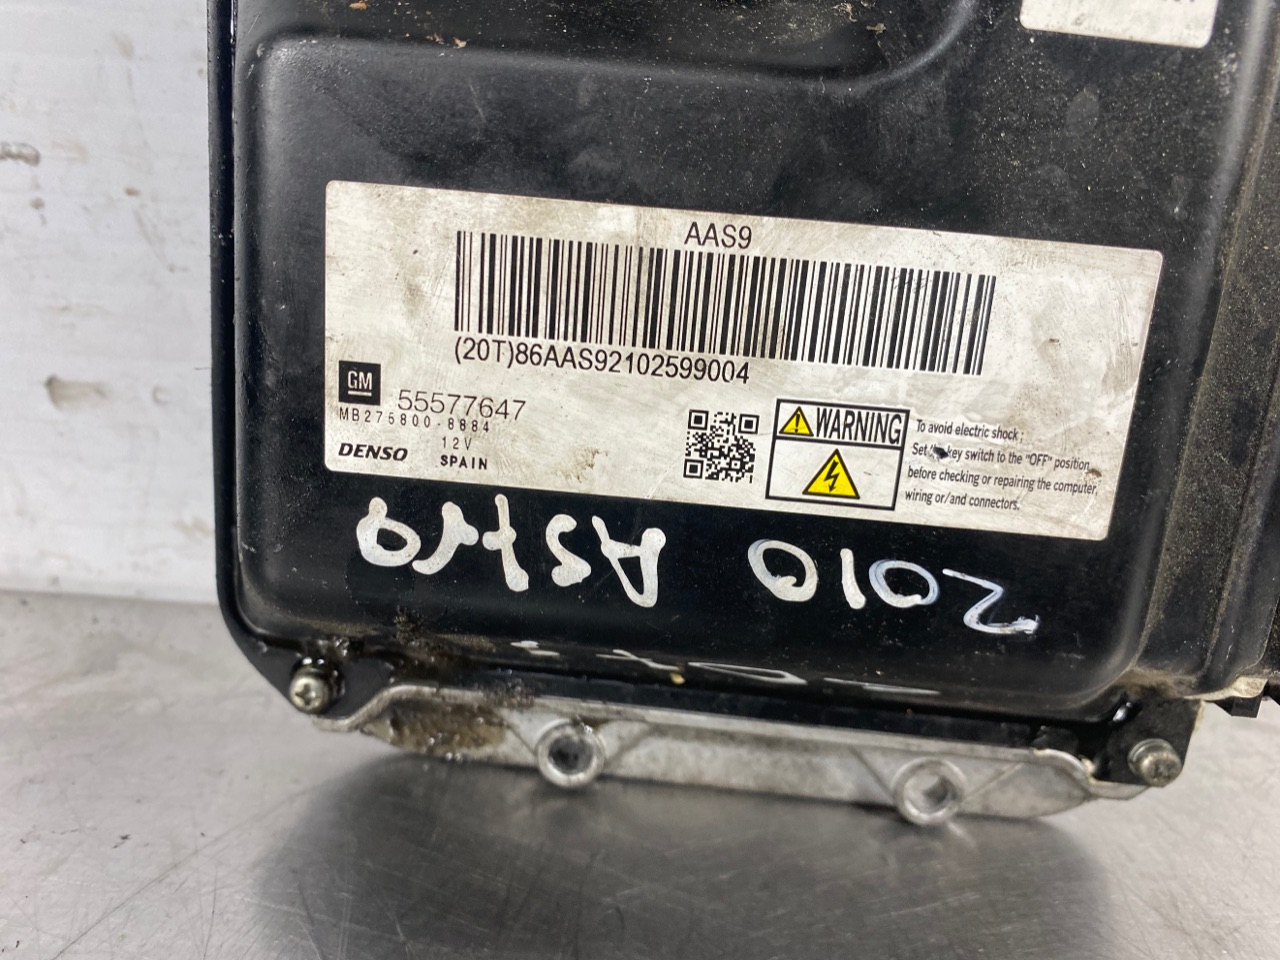 AAS9
(20T)86AAS92102599004
GM 55577647
MB275800-8884
12V
DENSO SPAIN
WARNING
To avoid electric shock ;
Set the key switch to the "OFF" position
before checking or repairing the computer,
wiring or/and connectors.
2010 ASTRA